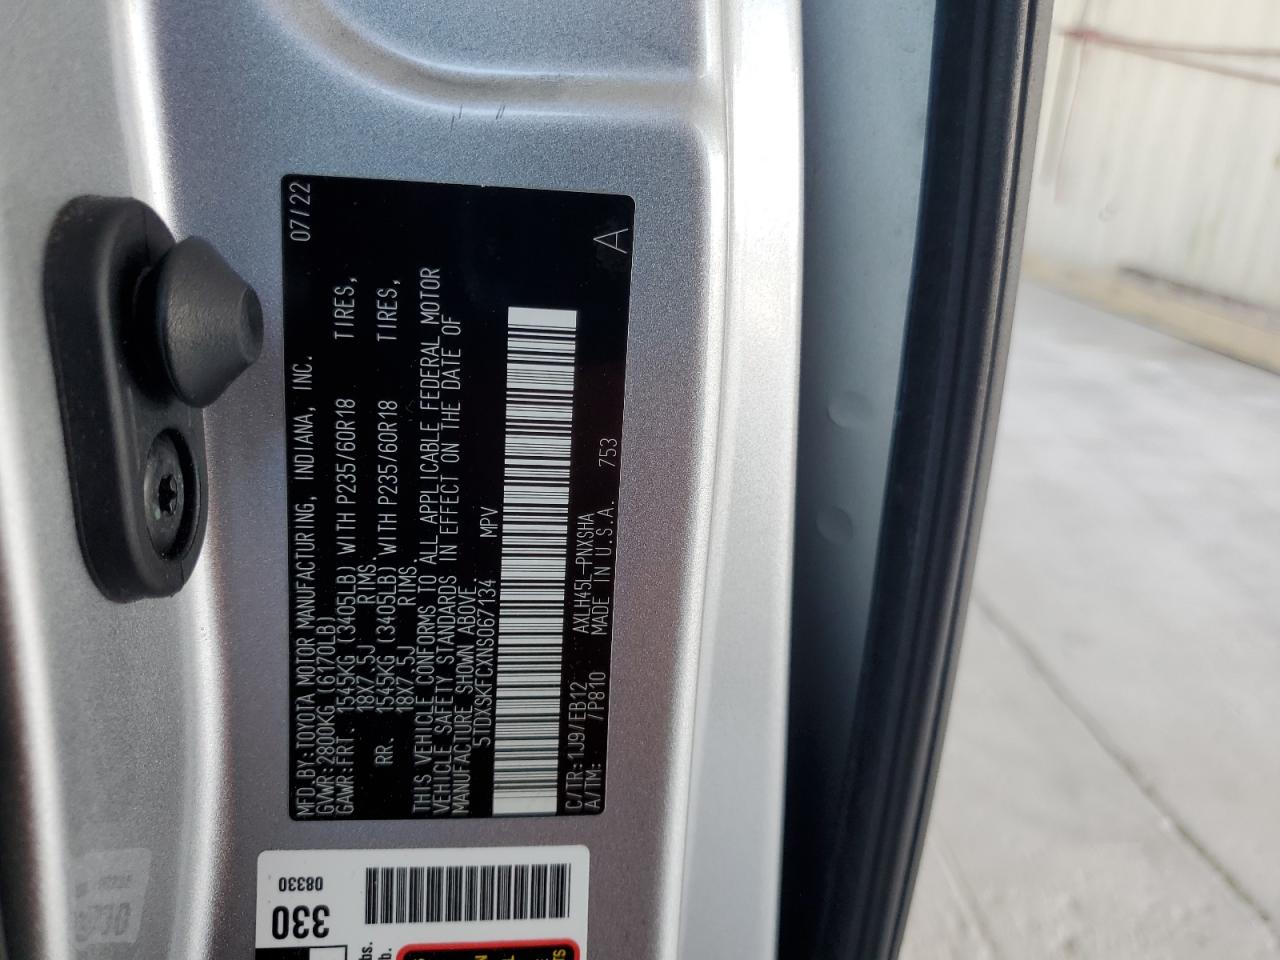 MFD.BY:TOYOTA MOTOR MANUFACTURING, INDIANA, INC. 07/22
GVWR:2800KG(6170LB)
GAWR:FRT. 1545KG(3405LB) WITH P235/60R18 TIRES,
18X7.5J RIMS.
RR. 1545KG(3405LB) WITH P235/60R18 TIRES,
18X7.5J RIMS.
THIS VEHICLE CONFORMS TO ALL APPLICABLE FEDERAL MOTOR
VEHICLE SAFETY STANDARDS IN EFFECT ON THE DATE OF
MANUFACTURE SHOWN ABOVE.
5TDXSKFCXNS067134 MPV
C/TR:1J9/EB12 AXLH45L-PNXSHA
A/TM: /P810 MADE IN U.S.A. 753 A
08330
330